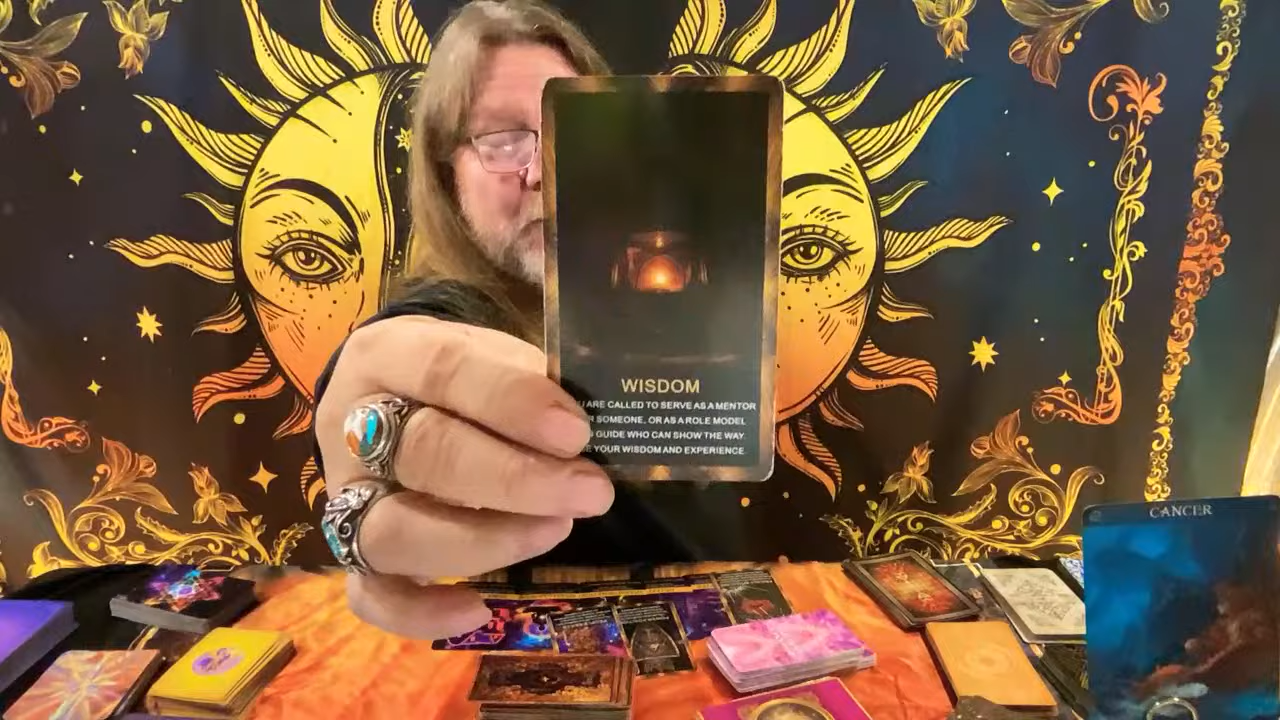 WISDOM
ARE CALLED TO SERVE AS A MENTOR
SOMEONE, OR AS A ROLE MODEL
GUIDE WHO CAN SHOW THE WAY.
YOUR WISDOM AND EXPERIENCE.
CANCER